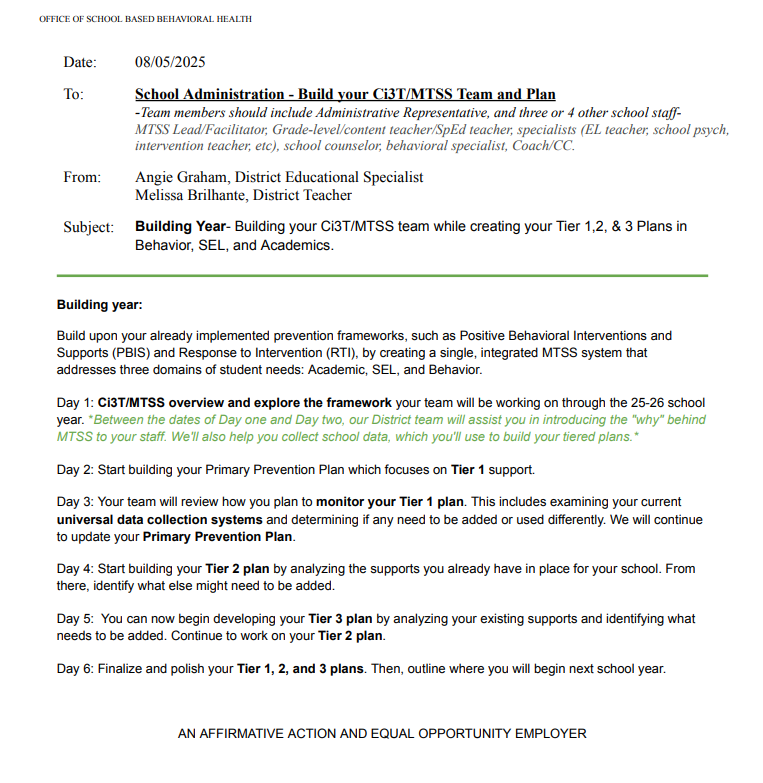 OFFICE OF SCHOOL BASED BEHAVIORAL HEALTH
Date: 08/05/2025
To: School Administration - Build your Ci3T/MTSS Team and Plan
-Team members should include Administrative Representative, and three or 4 other school staff-
MTSS Lead/Facilitator, Grade-level/content teacher/SpEd teacher, specialists (EL teacher, school psych,
intervention teacher, etc), school counselor, behavioral specialist, Coach/CC.
From: Angie Graham, District Educational Specialist
Melissa Brilhante, District Teacher
Subject: Building Year- Building your Ci3T/MTSS team while creating your Tier 1,2, & 3 Plans in
Behavior, SEL, and Academics.
Building year:
Build upon your already implemented prevention frameworks, such as Positive Behavioral Interventions and
Supports (PBIS) and Response to Intervention (RTI), by creating a single, integrated MTSS system that
addresses three domains of student needs: Academic, SEL, and Behavior.
Day 1: Ci3T/MTSS overview and explore the framework your team will be working on through the 25-26 school
year. *Between the dates of Day one and Day two, our District team will assist you in introducing the "why" behind
MTSS to your staff. We'll also help you collect school data, which you'll use to build your tiered plans.*
Day 2: Start building your Primary Prevention Plan which focuses on Tier 1 support.
Day 3: Your team will review how you plan to monitor your Tier 1 plan. This includes examining your current
universal data collection systems and determining if any need to be added or used differently. We will continue
to update your Primary Prevention Plan.
Day 4: Start building your Tier 2 plan by analyzing the supports you already have in place for your school. From
there, identify what else might need to be added.
Day 5: You can now begin developing your Tier 3 plan by analyzing your existing supports and identifying what
needs to be added. Continue to work on your Tier 2 plan.
Day 6: Finalize and polish your Tier 1, 2, and 3 plans. Then, outline where you will begin next school year.
AN AFFIRMATIVE ACTION AND EQUAL OPPORTUNITY EMPLOYER